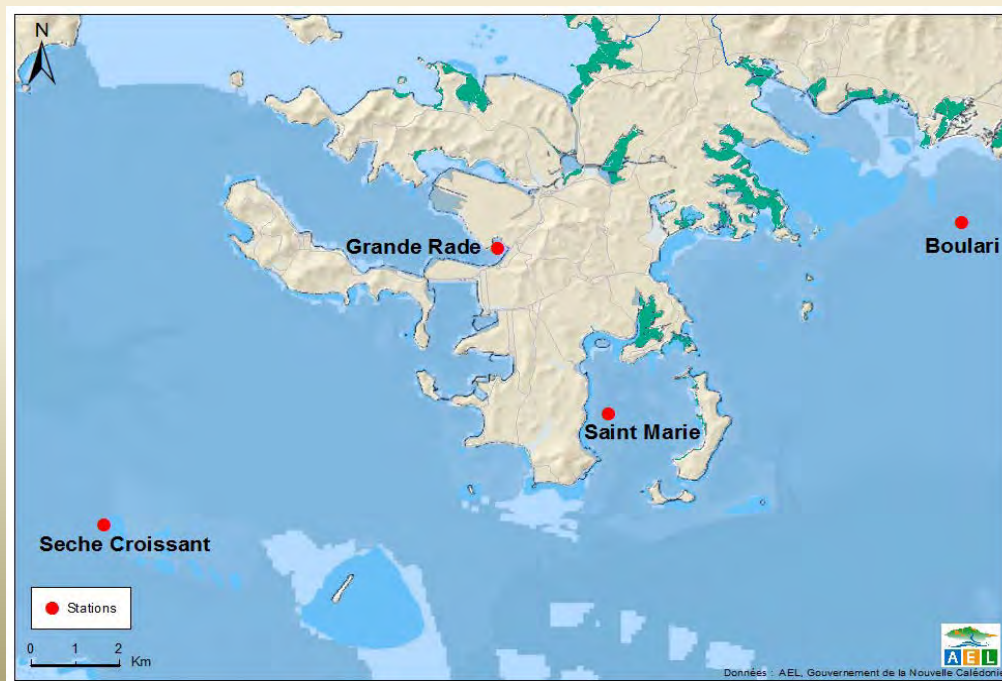 N
Grande Rade
Boulari
Saint Marie
Seche Croissant
Stations
0 1 2
Km
AEL
Données : AEL, Gouvernement de la Nouvelle Calédonie